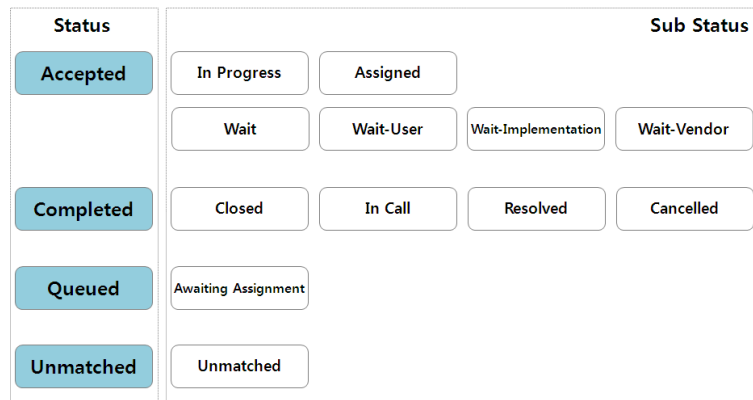 Status
Sub Status
Accepted
In Progress
Assigned
Wait
Wait-User
Wait-Implementation
Wait-Vendor
Completed
Closed
In Call
Resolved
Cancelled
Queued
Awaiting Assignment
Unmatched
Unmatched